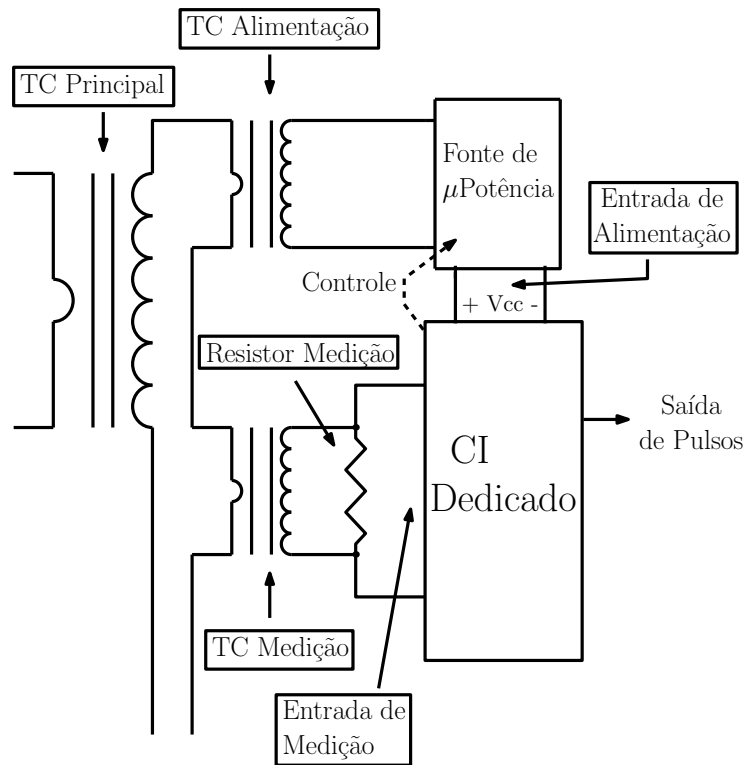 TC Alimentação
TC Principal
Fonte de
μPotência
Entrada de
Alimentação
Controle
+ Vcc -
Resistor Medição
Saída
de Pulsos
CI
Dedicado
TC Medição
Entrada de
Medição